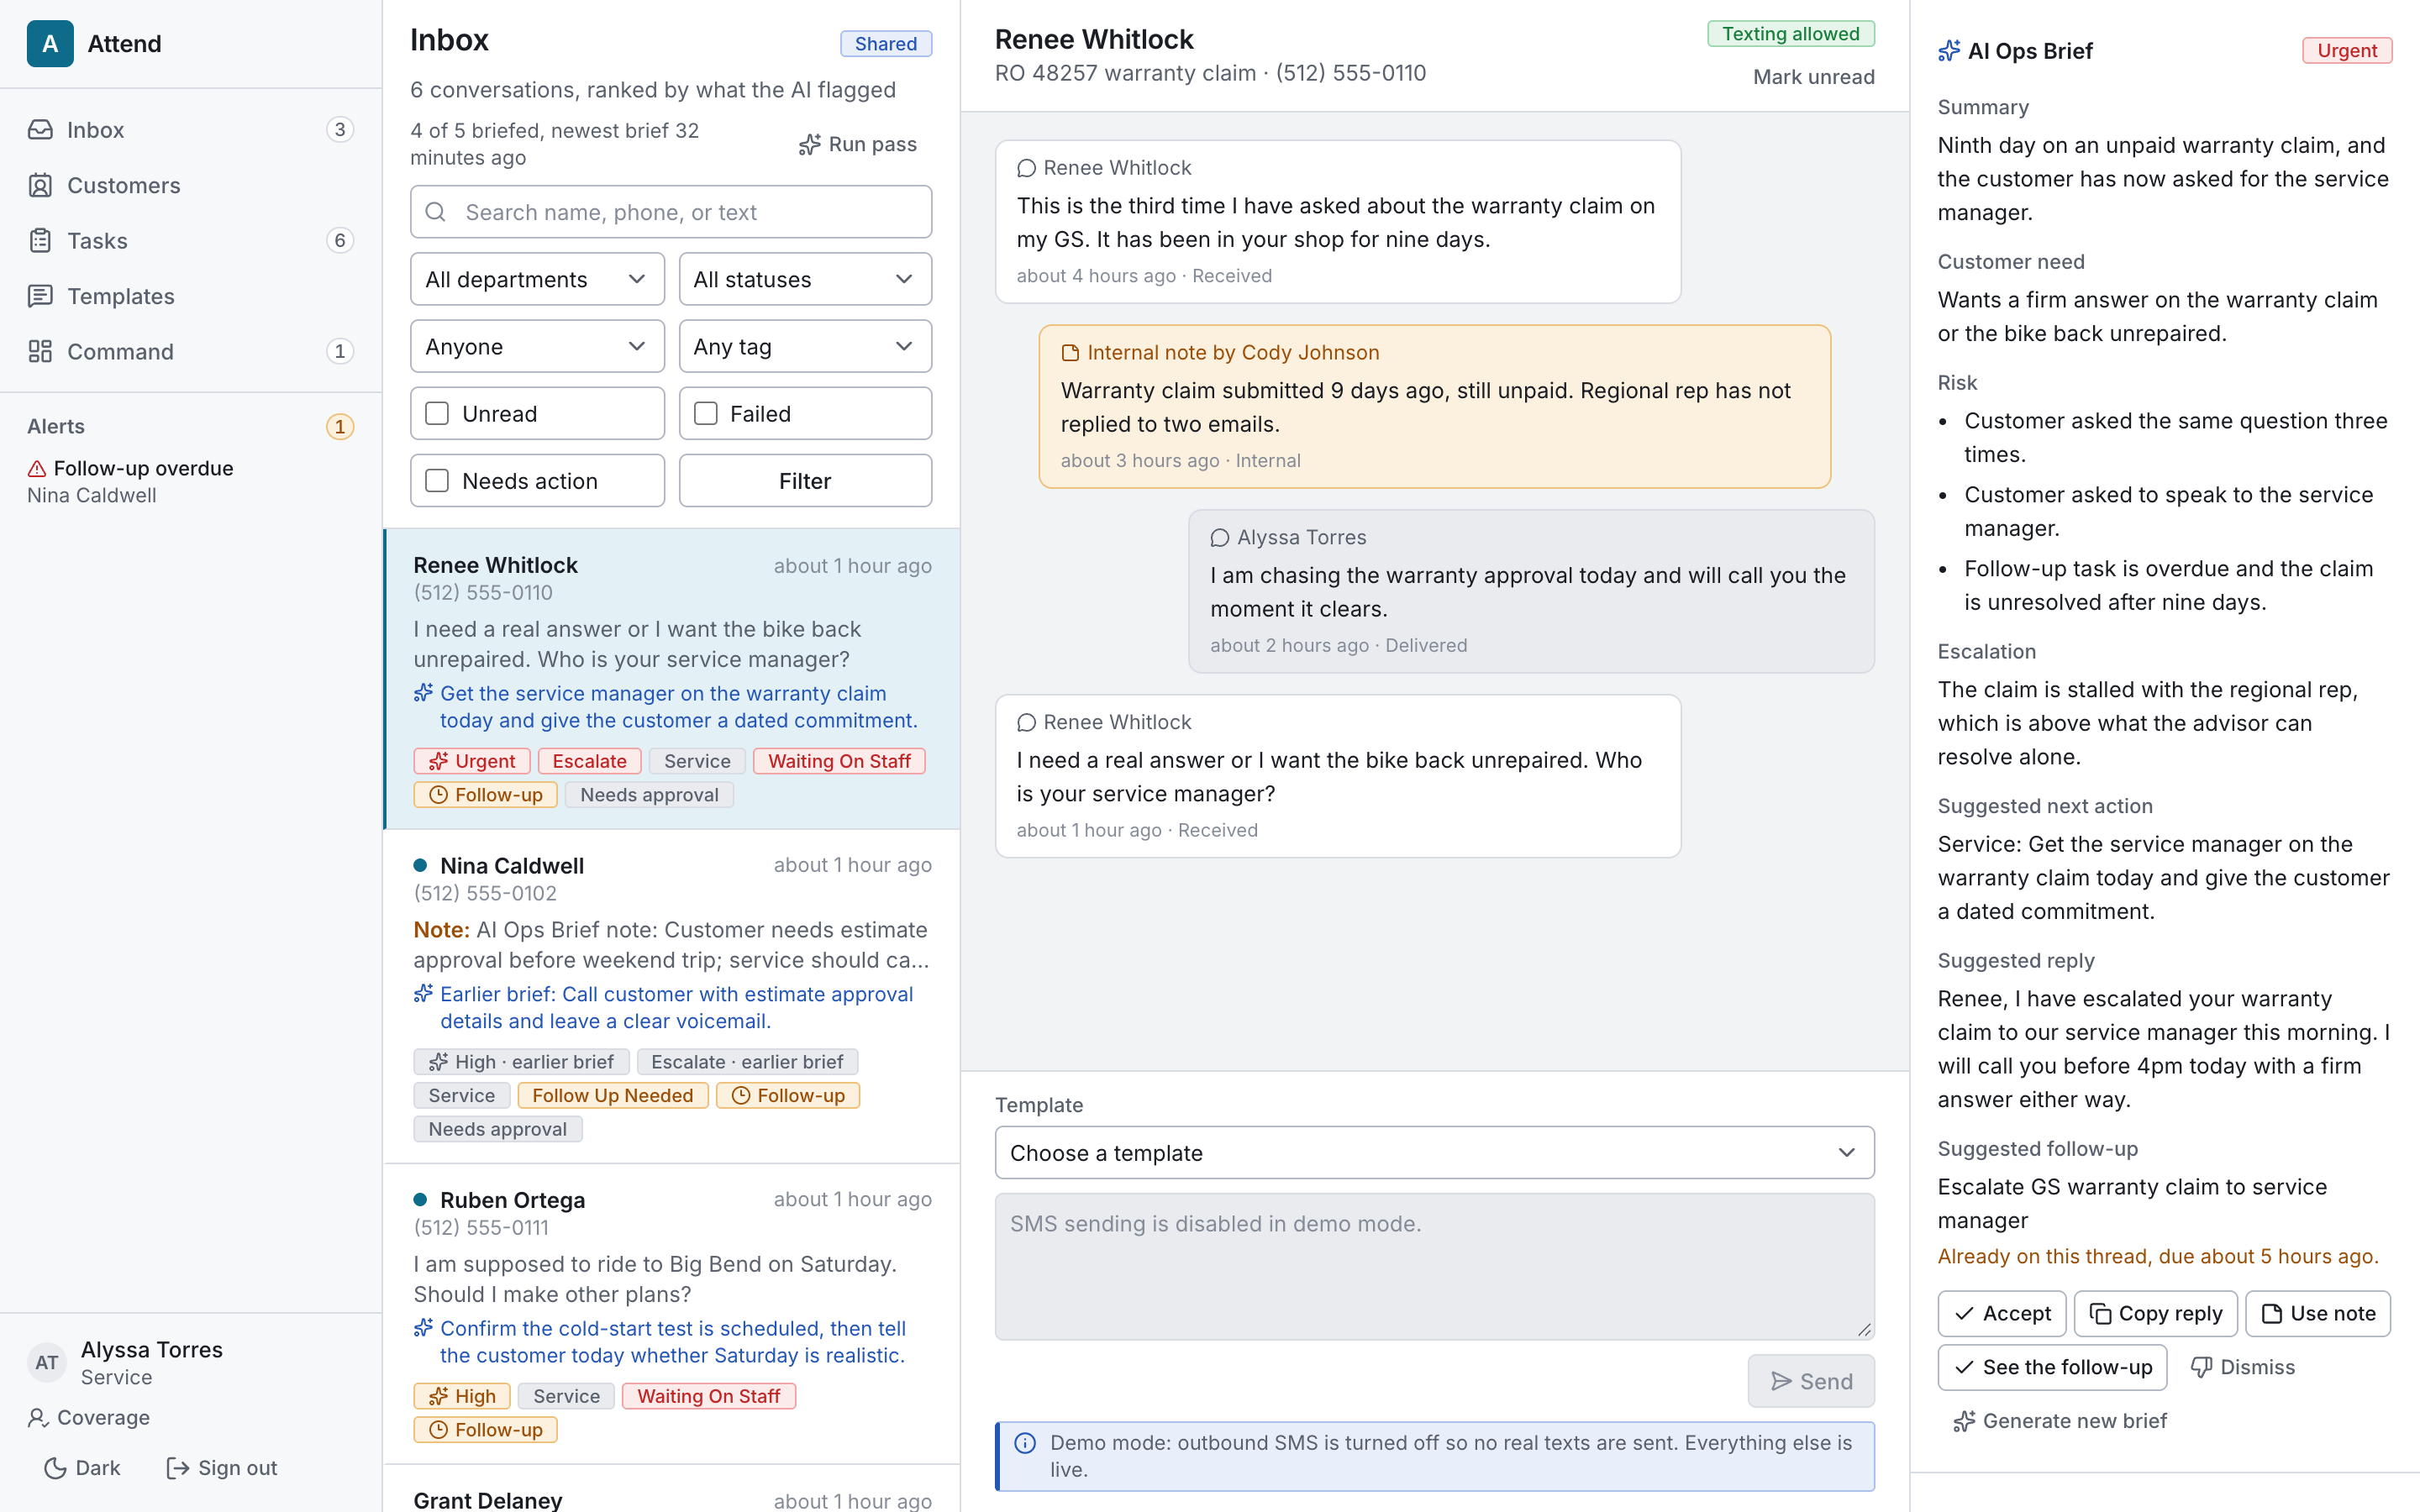 A Attend
Inbox 3
Customers
Tasks 6
Templates
Command 1
Alerts 1
Follow-up overdue
Nina Caldwell
AT
Alyssa Torres
Service
Coverage
Dark
Sign out
Inbox
Shared
6 conversations, ranked by what the AI flagged
4 of 5 briefed, newest brief 32
minutes ago
Run pass
Search name, phone, or text
All departments
All statuses
Anyone
Any tag
Unread
Failed
Needs action
Filter
Renee Whitlock about 1 hour ago
(512) 555-0110
I need a real answer or I want the bike back
unrepaired. Who is your service manager?
Get the service manager on the warranty claim
today and give the customer a dated commitment.
Urgent Escalate Service Waiting On Staff
Follow-up Needs approval
Nina Caldwell about 1 hour ago
(512) 555-0102
Note: AI Ops Brief note: Customer needs estimate
approval before weekend trip; service should ca...
Earlier brief: Call customer with estimate approval
details and leave a clear voicemail.
High · earlier brief Escalate · earlier brief
Service Follow Up Needed Follow-up
Needs approval
Ruben Ortega about 1 hour ago
(512) 555-0111
I am supposed to ride to Big Bend on Saturday.
Should I make other plans?
Confirm the cold-start test is scheduled, then tell
the customer today whether Saturday is realistic.
High Service Waiting On Staff
Follow-up
Grant Delaney about 1 hour ago
Renee Whitlock
RO 48257 warranty claim · (512) 555-0110
Texting allowed
Mark unread
Renee Whitlock
This is the third time I have asked about the warranty claim on
my GS. It has been in your shop for nine days.
about 4 hours ago · Received
Internal note by Cody Johnson
Warranty claim submitted 9 days ago, still unpaid. Regional rep has not
replied to two emails.
about 3 hours ago · Internal
Alyssa Torres
I am chasing the warranty approval today and will call you the
moment it clears.
about 2 hours ago · Delivered
Renee Whitlock
I need a real answer or I want the bike back unrepaired. Who
is your service manager?
about 1 hour ago · Received
Template
Choose a template
SMS sending is disabled in demo mode.
Send
Demo mode: outbound SMS is turned off so no real texts are sent. Everything else is
live.
AI Ops Brief
Urgent
Summary
Ninth day on an unpaid warranty claim, and
the customer has now asked for the service
manager.
Customer need
Wants a firm answer on the warranty claim
or the bike back unrepaired.
Risk
• Customer asked the same question three
times.
• Customer asked to speak to the service
manager.
• Follow-up task is overdue and the claim
is unresolved after nine days.
Escalation
The claim is stalled with the regional rep,
which is above what the advisor can
resolve alone.
Suggested next action
Service: Get the service manager on the
warranty claim today and give the customer
a dated commitment.
Suggested reply
Renee, I have escalated your warranty
claim to our service manager this morning. I
will call you before 4pm today with a firm
answer either way.
Suggested follow-up
Escalate GS warranty claim to service
manager
Already on this thread, due about 5 hours ago.
Accept
Copy reply
Use note
See the follow-up
Dismiss
Generate new brief